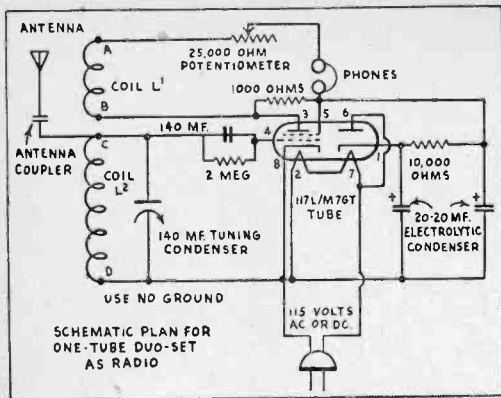 ANTENNA
A
25,000 OHM
POTENTIOMETER
COIL L¹
PHONES
1000 OHMS
B
3
5
6
140 MF.
4
C
ANTENNA
COUPLER
2 MEG
8
2
7
1
10,000
OHMS
COIL
L²
117L/M7GT
TUBE
+
+
140 MF. TUNING
CONDENSER
20-20 MF.
ELECTROLYTIC
CONDENSER
D
USE NO GROUND
115 VOLTS
AC OR DC
SCHEMATIC PLAN FOR
ONE-TUBE DUO-SET
AS RADIO